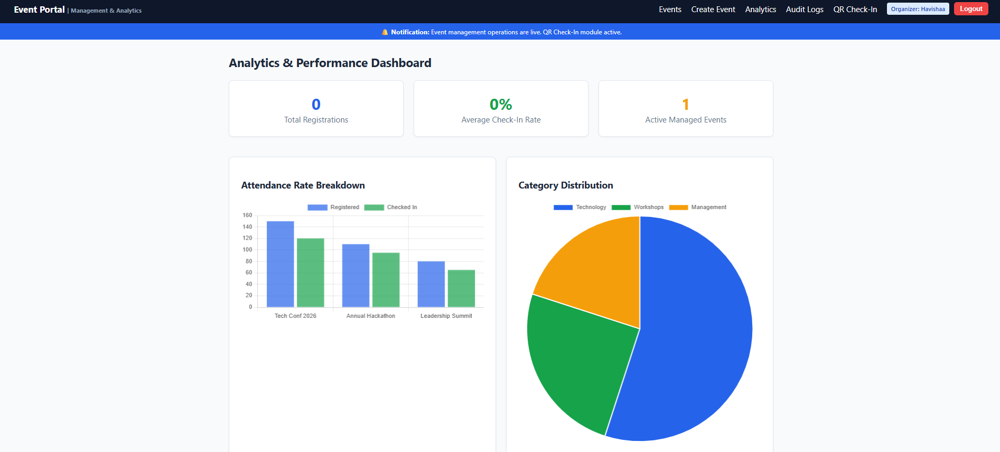 Event Portal | Management & Analytics
Events Create Event Analytics Audit Logs QR Check-In Organizer: Havishaa Logout
🔔 Notification: Event management operations are live. QR Check-In module active.
Analytics & Performance Dashboard
0
Total Registrations
0%
Average Check-In Rate
1
Active Managed Events
Attendance Rate Breakdown
Registered Checked In
160
140
120
100
80
60
40
20
0
Tech Conf 2026 Annual Hackathon Leadership Summit
Category Distribution
Technology Workshops Management